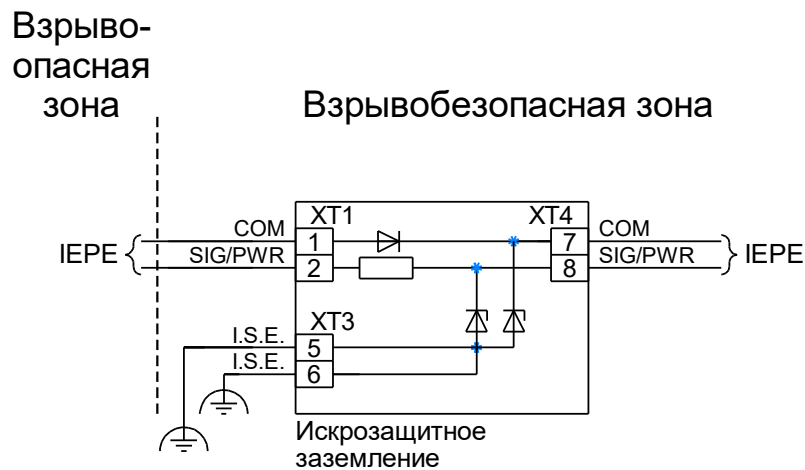 Взрыво-
опасная
зона
Взрывобезопасная зона
XT1
XT4
COM
1
7
COM
IEPE
SIG/PWR
2
8
SIG/PWR
IEPE
XT3
I.S.E.
5
I.S.E.
6
Искрозащитное
заземление